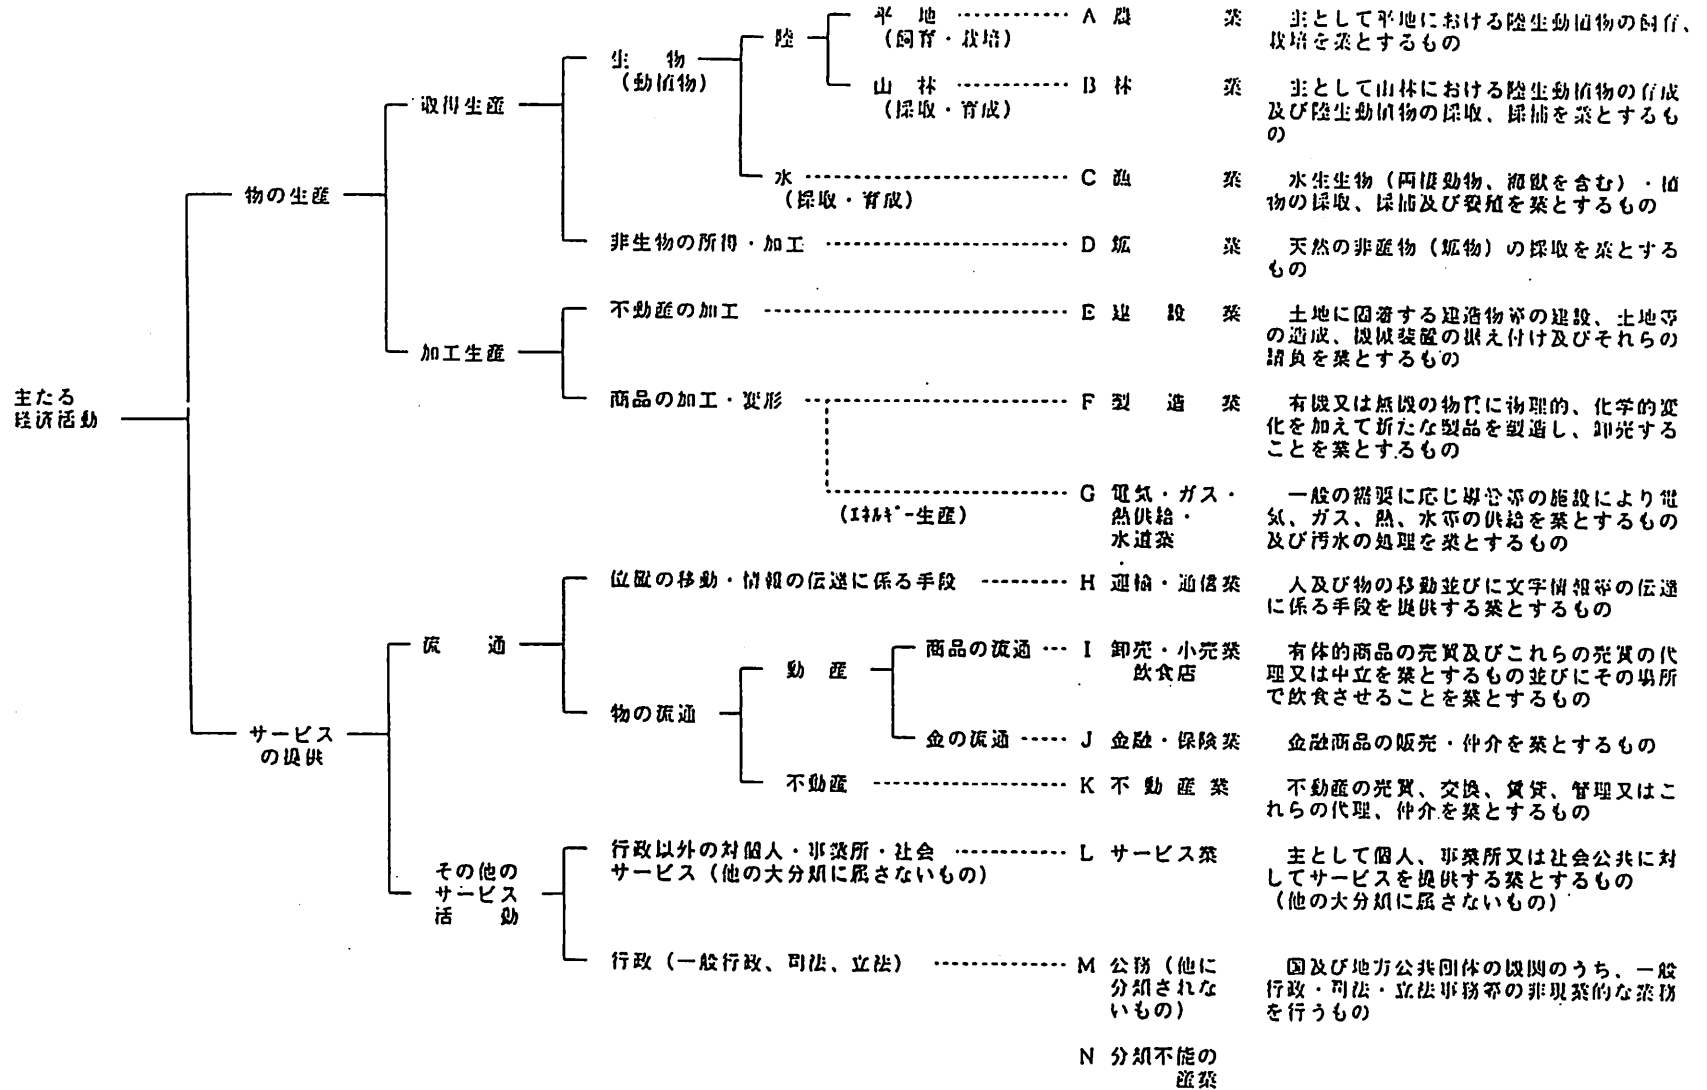 主たる
経済活動
物の生産
取得生産
生 物
(動植物)
陸
平 地
(飼育・栽培)
A 農 業
主として平地における陸生動植物の飼育、
栽培を業とするもの
山 林
(採取・育成)
B 林 業
主として山林における陸生動植物の育成
及び陸生動植物の採取、採捕を業とするも
の
水
(採取・育成)
C 漁 業
水生生物(両棲動物、海獣を含む)・植
物の採取、採捕及び養殖を業とするもの
非生物の所得・加工
D 鉱 業
天然の非産物(鉱物)の採取を業とする
もの
加工生産
不動産の加工
E 建 設 業
土地に固着する建造物等の建設、土地等
の造成、機械装置の据え付け及びそれらの
請負を業とするもの
商品の加工・変形
F 製 造 業
有機又は無機の物質に物理的、化学的変
化を加えて新たな製品を製造し、卸売する
ことを業とするもの
(エネルギー生産)
G 電気・ガス・
熱供給・
水道業
一般の需要に応じ導管等の施設により電
気、ガス、熱、水等の供給を業とするもの
及び汚水の処理を業とするもの
サービス
の提供
流 通
位置の移動・情報の伝達に係る手段
H 運輸・通信業
人及び物の移動並びに文字情報等の伝達
に係る手段を提供する業とするもの
物の流通
動 産
商品の流通
I 卸売・小売業
飲食店
有体的商品の売買及びこれらの売買の代
理又は中立を業とするもの並びにその場所
で飲食させることを業とするもの
金の流通
J 金融・保険業
金融商品の販売・仲介を業とするもの
不動産
K 不 動 産 業
不動産の売買、交換、賃貸、管理又はこ
れらの代理、仲介を業とするもの
その他の
サービス
活 動
行政以外の対個人・事業所・社会
サービス(他の大分類に属さないもの)
L サービス業
主として個人、事業所又は社会公共に対
してサービスを提供する業とするもの
(他の大分類に属さないもの)
行政(一般行政、司法、立法)
M 公務(他に
分類されな
いもの)
国及び地方公共団体の機関のうち、一般
行政・司法・立法事務等の非現業的な業務
を行うもの
N 分類不能の
産業